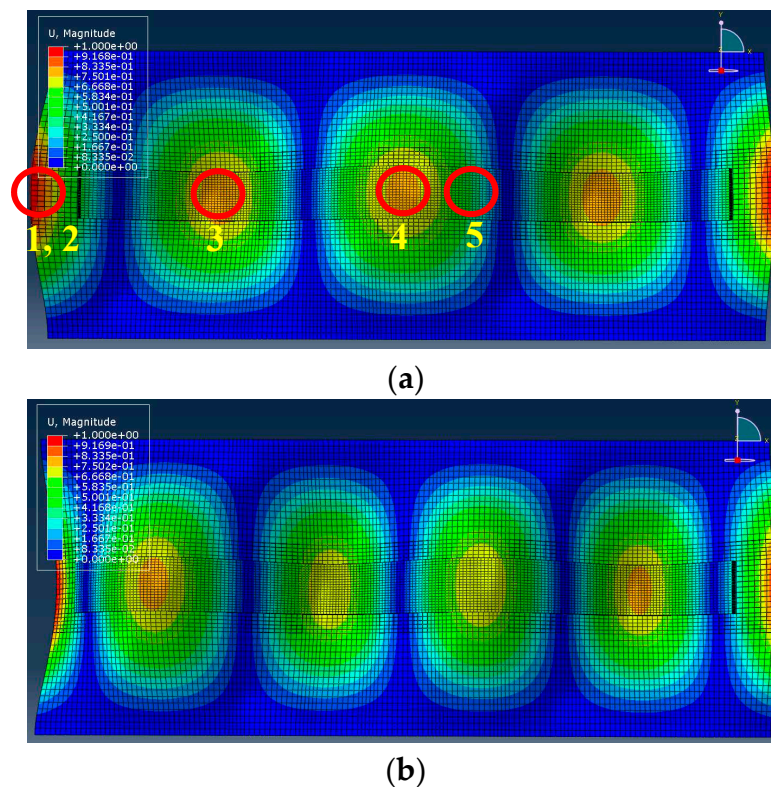 U, Magnitude
+1.000e+00
+9.168e-01
+8.335e-01
+7.501e-01
+6.668e-01
+5.834e-01
+5.001e-01
+4.167e-01
+3.334e-01
+2.500e-01
+1.667e-01
+8.335e-02
+0.000e+00
Y
X
1, 2
3
4
5
(a)
U, Magnitude
+1.000e+00
+9.169e-01
+8.335e-01
+7.502e-01
+6.668e-01
+5.835e-01
+5.001e-01
+4.168e-01
+3.334e-01
+2.501e-01
+1.667e-01
+8.335e-02
+0.000e+00
Y
Z
X
(b)